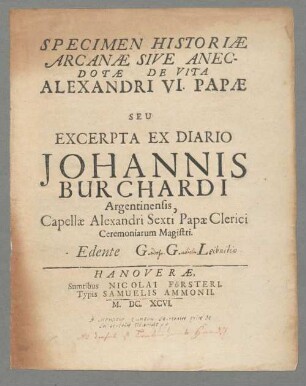 SPECIMEN HISTORIÆ
ARCANÆ, SIVE ANEC-
DOTÆ DE VITA
ALEXANDRI VI. PAPÆ
SEU
EXCERPTA EX DIARIO
JOHANNIS
BURCHARDI
Argentinensis,
Capellæ Alexandri Sexti Papæ Clerici
Ceremoniarum Magistri.
Edente G. G. Leibnitio
HANOVERÆ.
Sumtibus NICOLAI FÖRSTERI.
Typis SAMUELIS AMMONII.
M. DC. XCVI.